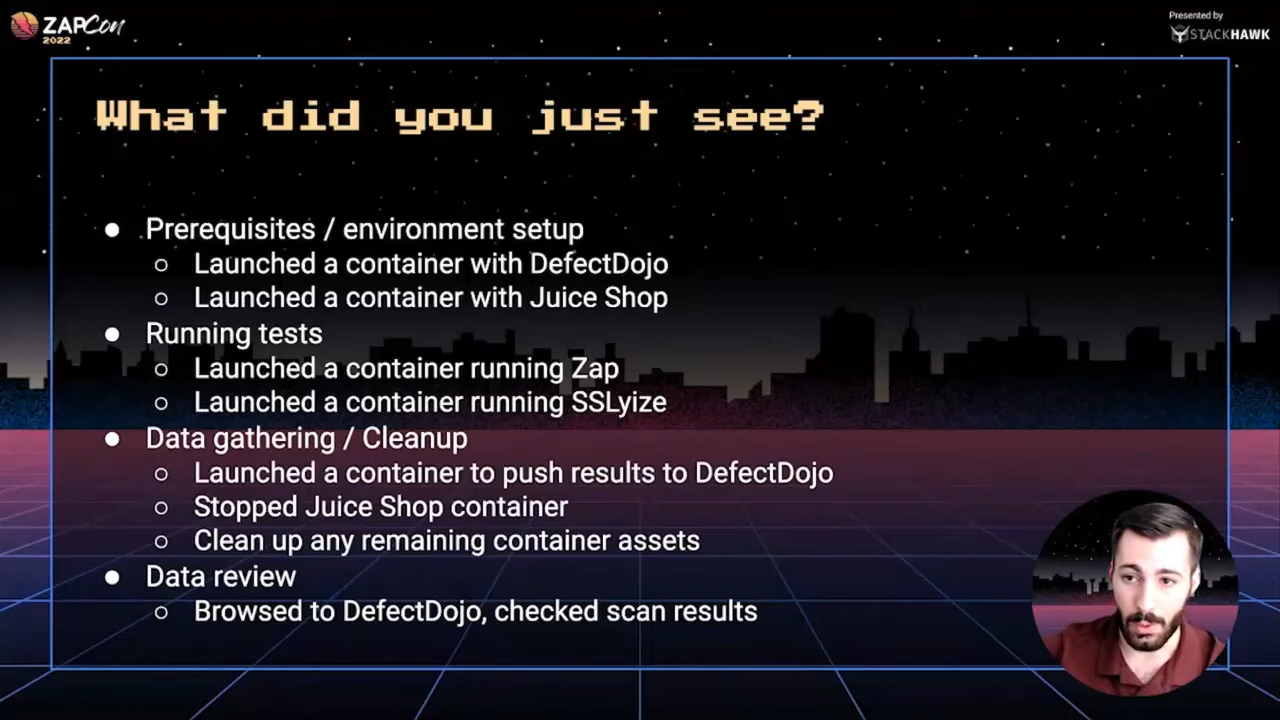 ZAPCon
2022
Presented by
STACKHAWK
What did you just see?
● Prerequisites / environment setup
○ Launched a container with DefectDojo
○ Launched a container with Juice Shop
● Running tests
○ Launched a container running Zap
○ Launched a container running SSLyize
● Data gathering / Cleanup
○ Launched a container to push results to DefectDojo
○ Stopped Juice Shop container
○ Clean up any remaining container assets
● Data review
○ Browsed to DefectDojo, checked scan results